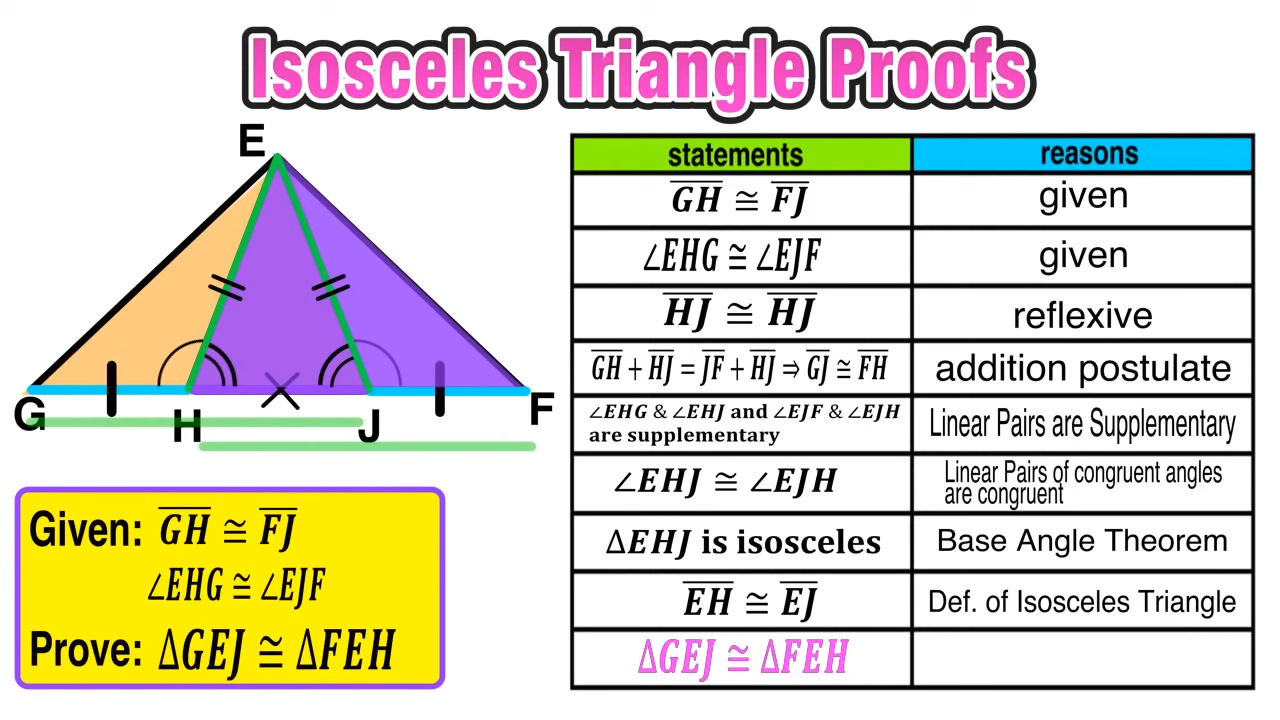 Isosceles Triangle Proofs
E
G
H
J
F
Given: GH ≅ FJ
∠EHG ≅ ∠EJF
Prove: ΔGEJ ≅ ΔFEH
statements reasons
GH ≅ FJ given
∠EHG ≅ ∠EJF given
HJ ≅ HJ reflexive
GH + HJ = JF + HJ ⇒ GJ ≅ FH addition postulate
∠EHG & ∠EHJ and ∠EJF & ∠EJH
are supplementary
Linear Pairs are Supplementary
∠EHJ ≅ ∠EJH
Linear Pairs of congruent angles
are congruent
ΔEHJ is isosceles Base Angle Theorem
EH ≅ EJ Def. of Isosceles Triangle
ΔGEJ ≅ ΔFEH